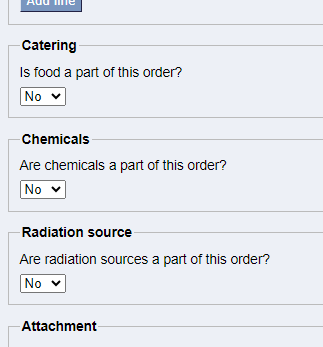 Add line
Catering
Is food a part of this order?
No
Chemicals
Are chemicals a part of this order?
No
Radiation source
Are radiation sources a part of this order?
No
Attachment